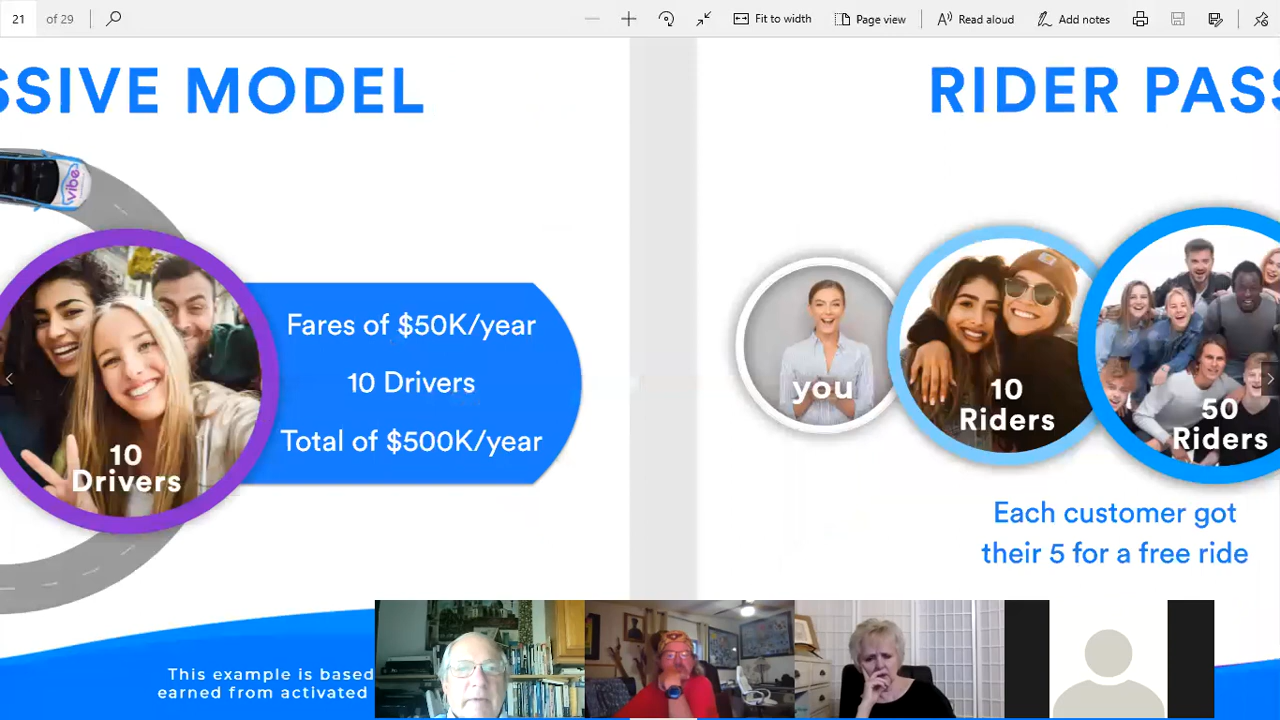 21 of 29
Fit to width
Page view
Read aloud
Add notes
SSIVE MODEL
vibe
10
Drivers
Fares of $50K/year
10 Drivers
Total of $500K/year
This example is based
earned from activated
RIDER PASS
you
10
Riders
50
Riders
Each customer got
their 5 for a free ride